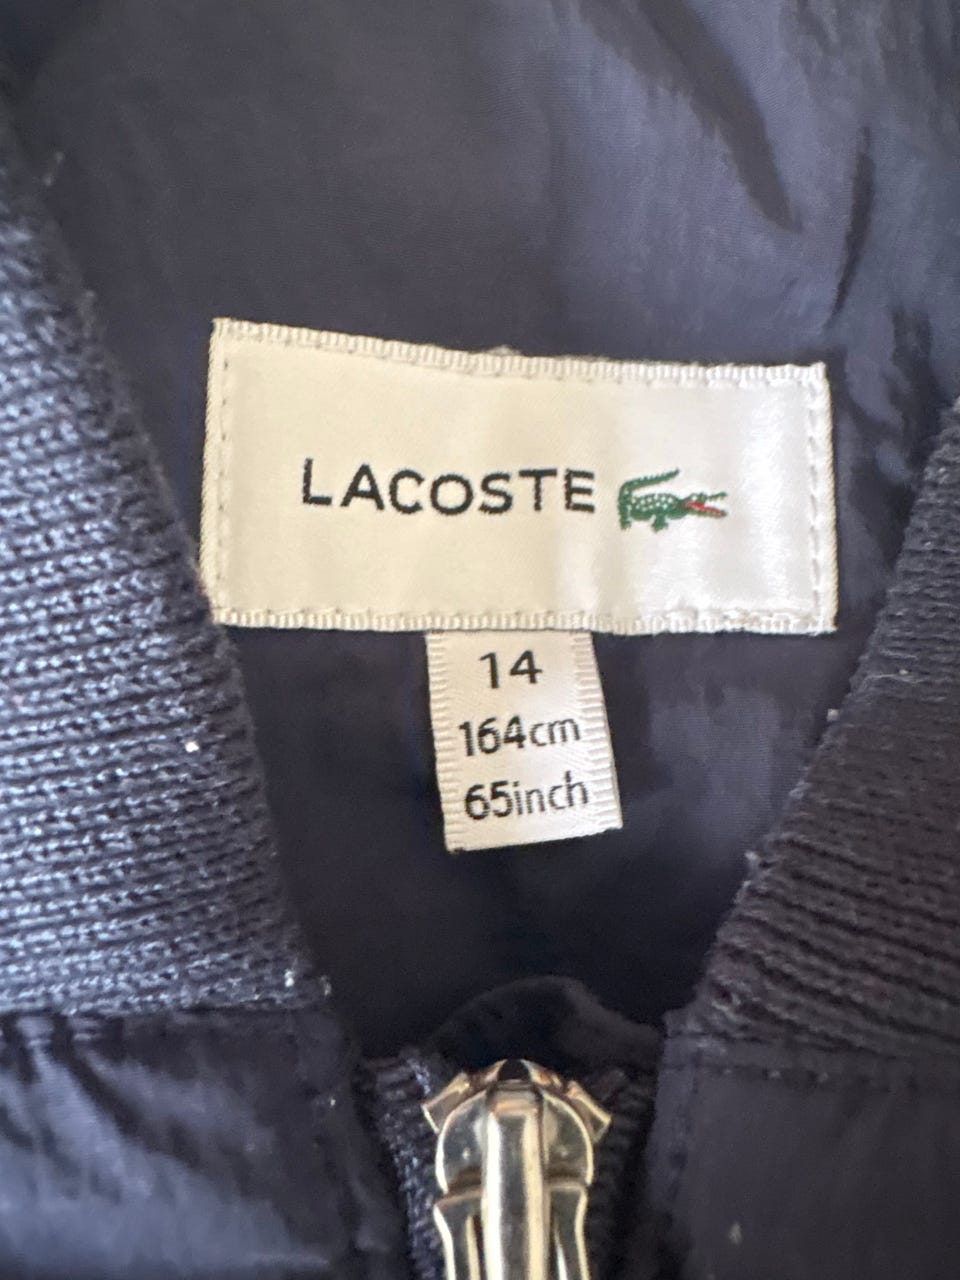 LACOSTE
14
164cm
65inch